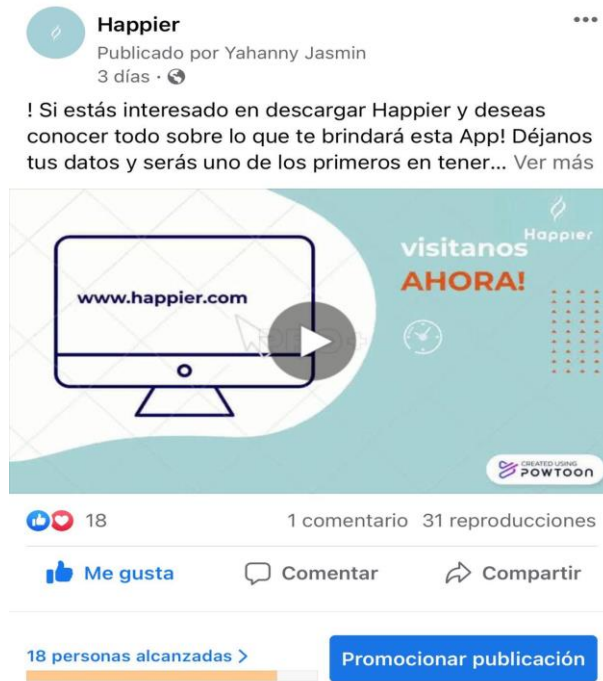 Happier
Publicado por Yahanny Jasmin
3 días ·
! Si estás interesado en descargar Happier y deseas
conocer todo sobre lo que te brindará esta App! Déjanos
tus datos y serás uno de los primeros en tener... Ver más
Happier
visitanos
AHORA!
www.happier.com
CREATED USING
POWTOON
18
1 comentario 31 reproducciones
Me gusta Comentar Compartir
18 personas alcanzadas >
Promocionar publicación